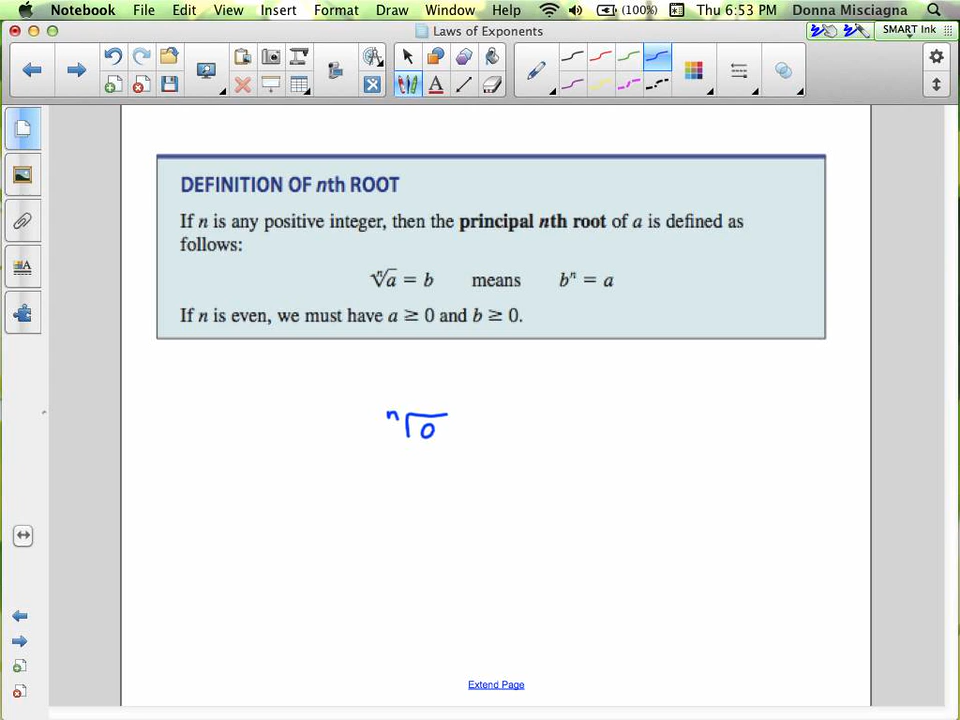 Notebook File Edit View Insert Format Draw Window Help (100%) Thu 6:53 PM Donna Misciagna
Laws of Exponents
SMART Ink
DEFINITION OF nth ROOT
If n is any positive integer, then the principal nth root of a is defined as
follows:
ⁿ√a = b means bⁿ = a
If n is even, we must have a ≥ 0 and b ≥ 0.
ⁿ√0
Extend Page